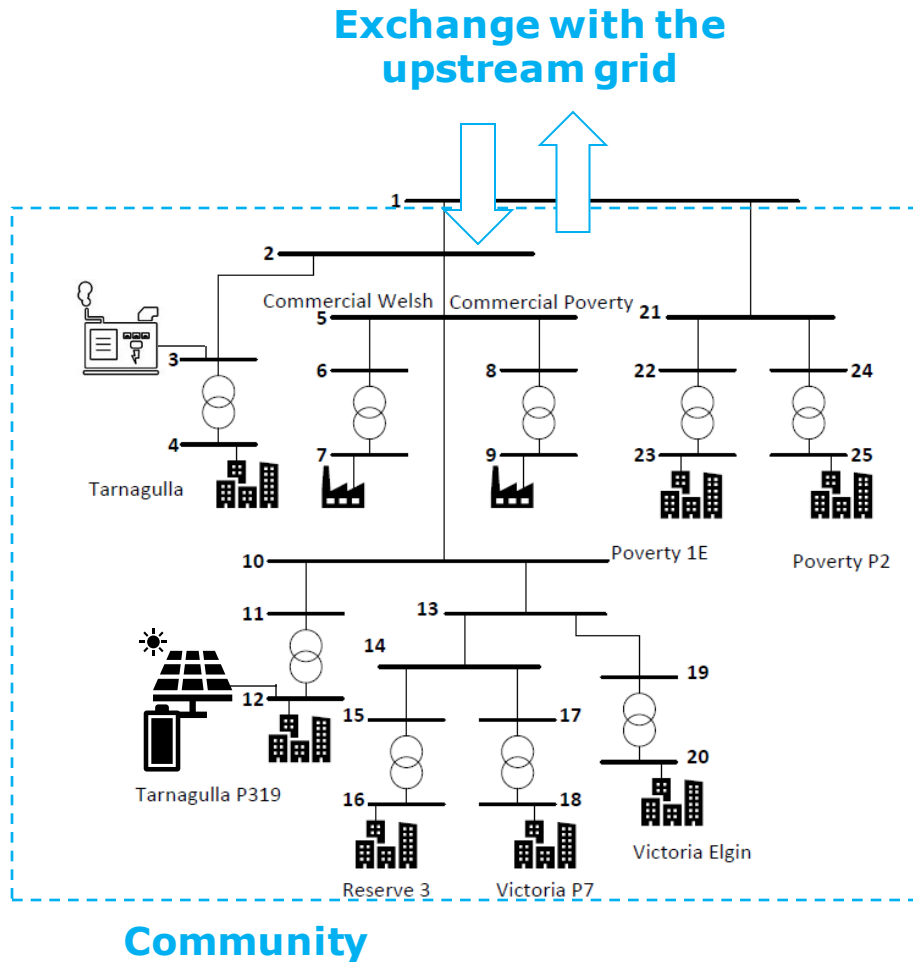 Exchange with the
upstream grid
1
2
Commercial Welsh
Commercial Poverty
5
21
3
6
8
22
24
4
7
9
23
25
Tarnagulla
Poverty 1E
Poverty P2
10
11
13
14
19
12
15
17
20
Tarnagulla P319
16
18
Victoria Elgin
Reserve 3
Victoria P7
Community